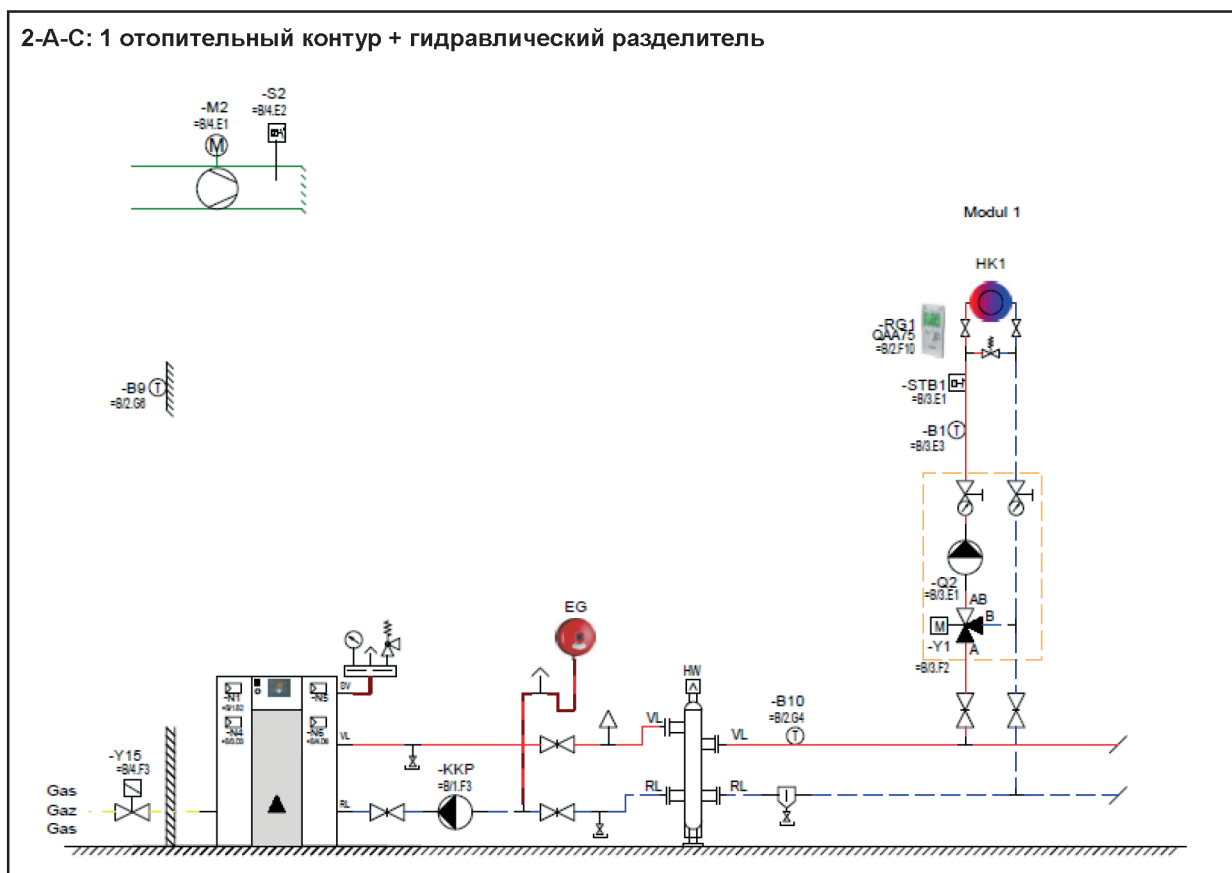 2-A-C: 1 отопительный контур + гидравлический разделитель
-S2
=B/4.E2
-M2
=B/4.E1
M
Modul 1
HK1
-RG1
QAA75
=B/2.F10
-B9
T
=B/2.G6
-STB1
=B/3.E1
-B1
T
=B/3.E3
-Q2
=B/3.E1
AB
B
M
-Y1
A
=B/3.F2
EG
HW
SV
-N1
-N5
-N4
-N6
VL
VL
-B10
=B/2.G4
VL
T
-Y15
=B/4.F3
-KKP
=B/1.F3
RL
RL
RL
Gas
Gaz
Gas